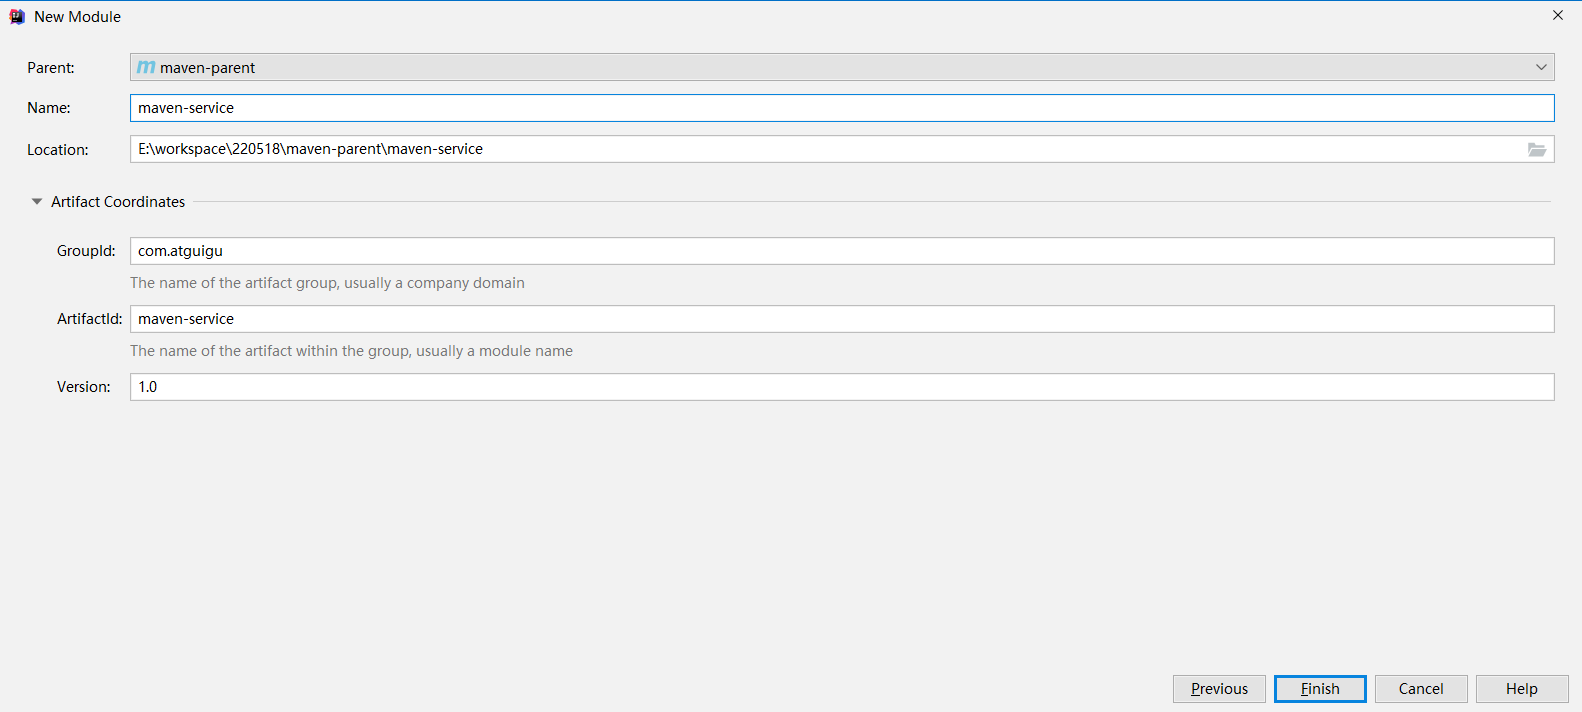 New Module
Parent: maven-parent
Name: maven-service
Location: E:\workspace\220518\maven-parent\maven-service
Artifact Coordinates
GroupId: com.atguigu
The name of the artifact group, usually a company domain
ArtifactId: maven-service
The name of the artifact within the group, usually a module name
Version: 1.0
Previous Finish Cancel Help